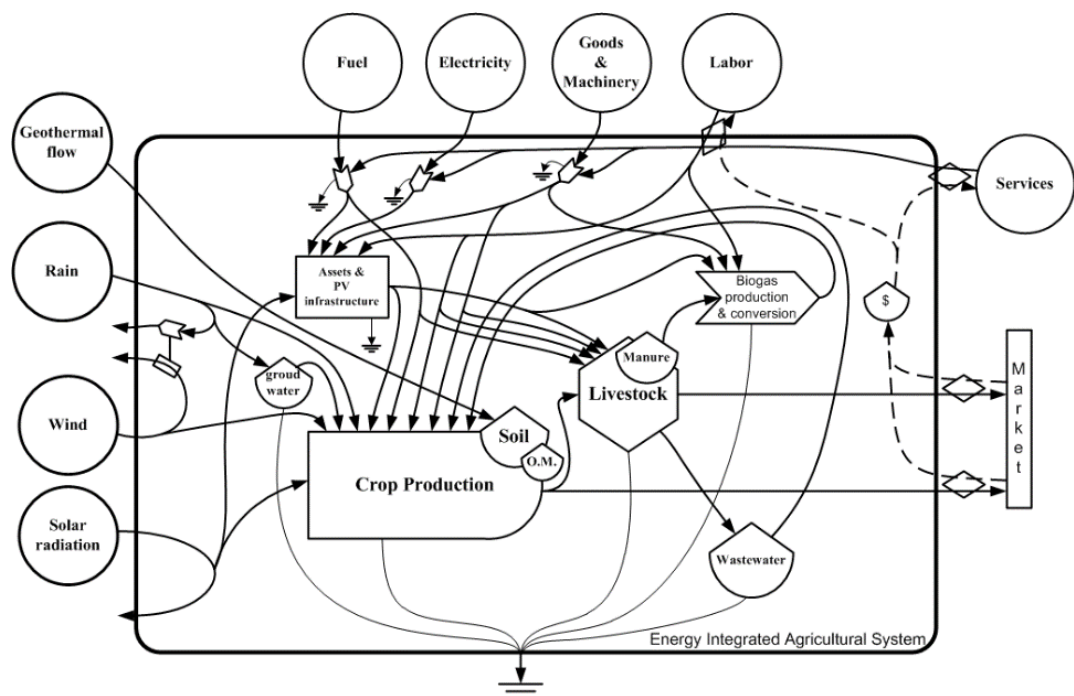 Fuel
Electricity
Goods
&
Machinery
Labor
Geothermal
flow
Services
Rain
Assets &
PV
infrastructure
Biogas
production
& conversion
$
Manure
groud
water
Livestock
Market
Wind
Soil
O.M.
Crop Production
Solar
radiation
Wastewater
Energy Integrated Agricultural System